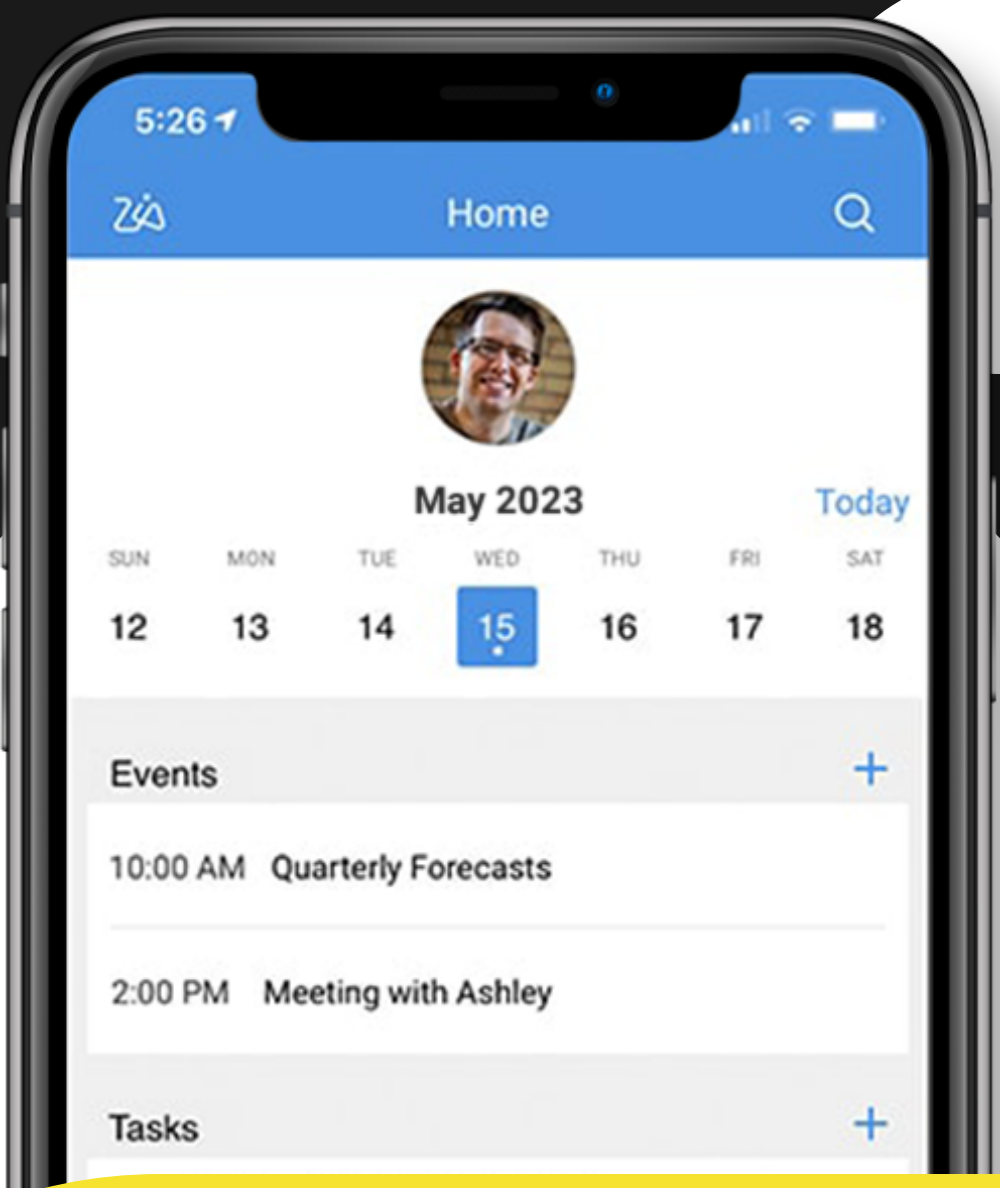 5:26
Zia Home
May 2023 Today
SUN MON TUE WED THU FRI SAT
12 13 14 15 16 17 18
Events +
10:00 AM Quarterly Forecasts
2:00 PM Meeting with Ashley
Tasks +